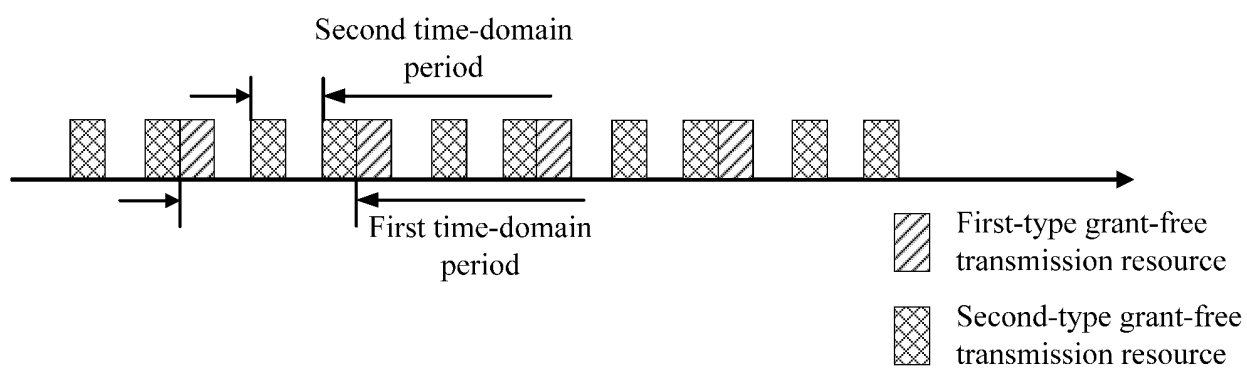 Second time-domain
period
First time-domain
period
First-type grant-free
transmission resource
Second-type grant-free
transmission resource